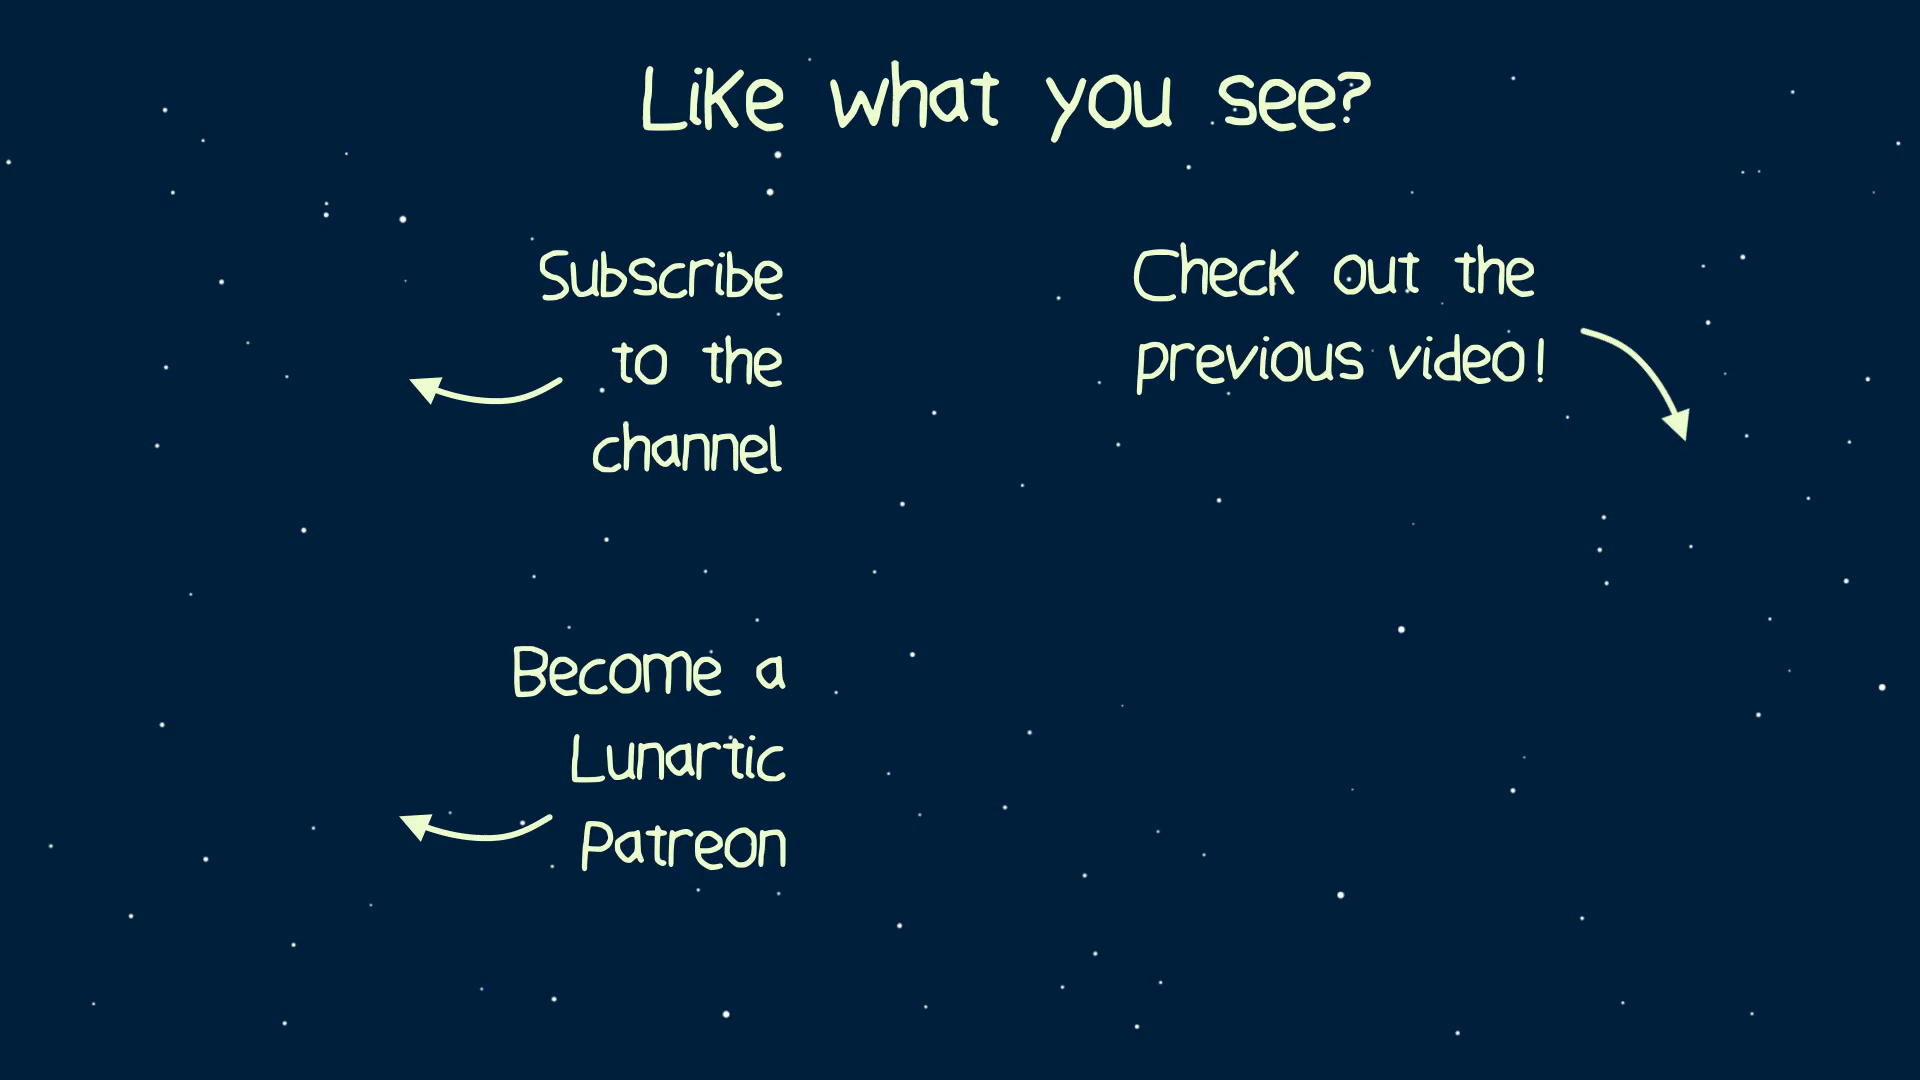 Like what you see?
Subscribe
to the
channel
Check out the
previous video!
Become a
Lunartic
Patreon